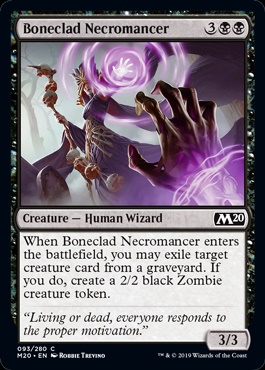 Boneclad Necromancer 3
Creature — Human Wizard M20
When Boneclad Necromancer enters
the battlefield, you may exile target
creature card from a graveyard. If
you do, create a 2/2 black Zombie
creature token.
“Living or dead, everyone responds to
the proper motivation.”
3/3
093/280 C
M20 • EN ROBBIE TREVINO
™ & © 2019 Wizards of the Coast